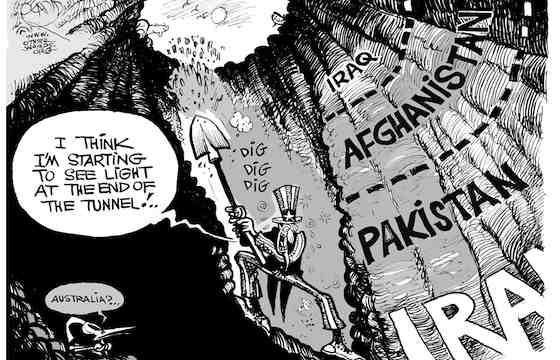 I THINK
I'M STARTING
TO SEE LIGHT
AT THE END OF
THE TUNNEL!..
DIG
DIG
DIG
IRAQ
AFGHANISTAN
PAKISTAN
IRA
AUSTRALIA?...